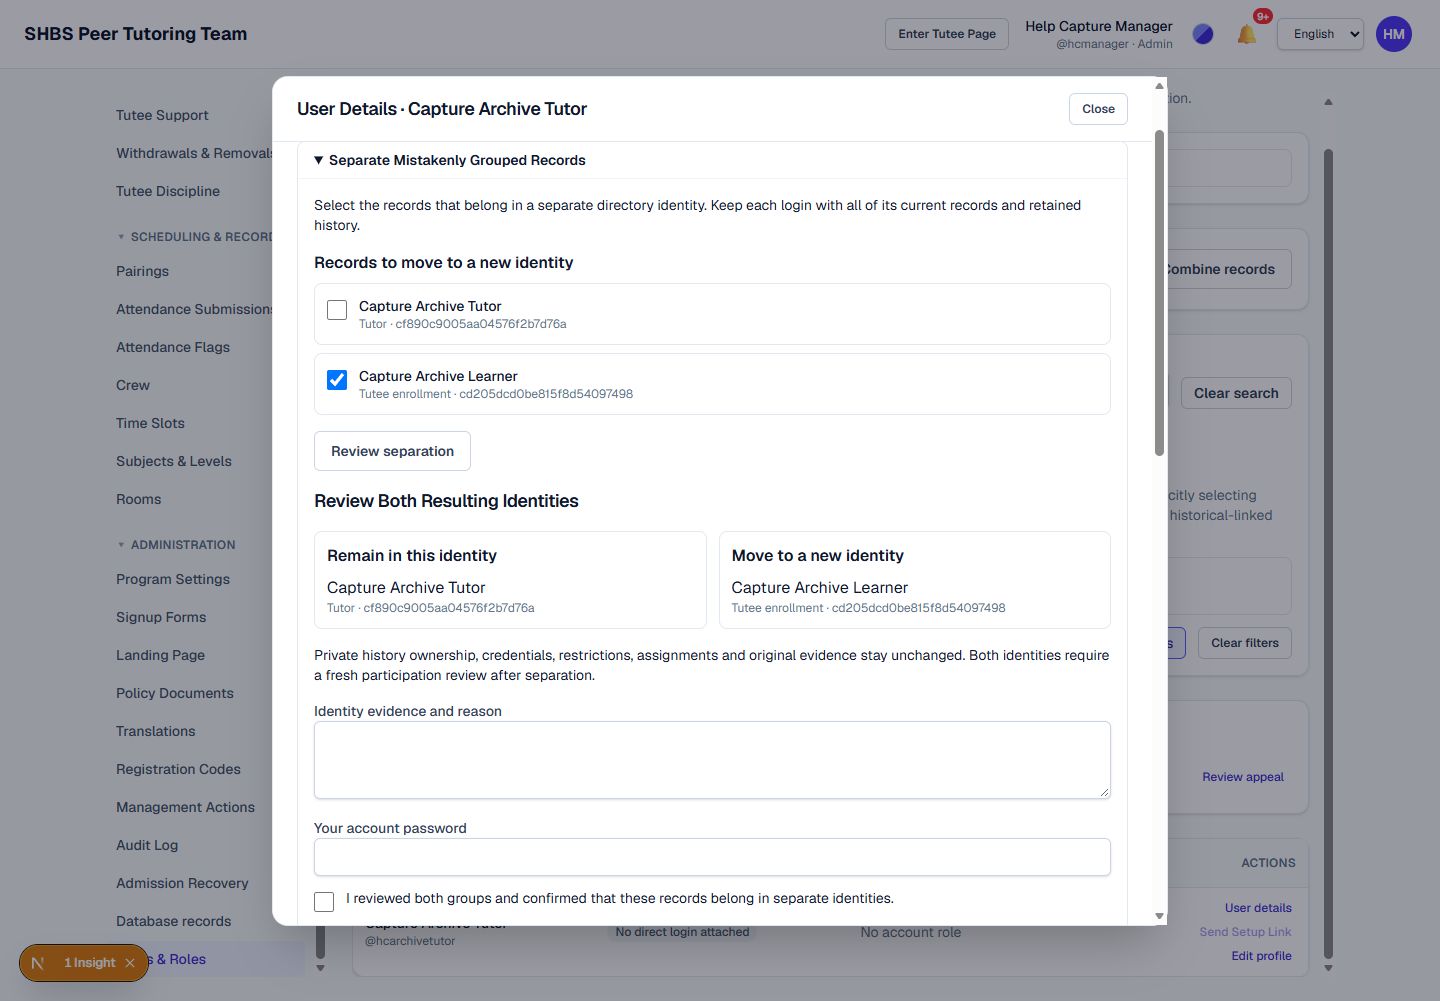 SHBS Peer Tutoring Team
Enter Tutee Page
Help Capture Manager
@hcmanager · Admin
9+
English
HM
Tutee Support
Withdrawals & Removals
Tutee Discipline
SCHEDULING & RECORD
Pairings
Attendance Submissions
Attendance Flags
Crew
Time Slots
Subjects & Levels
Rooms
ADMINISTRATION
Program Settings
Signup Forms
Landing Page
Policy Documents
Translations
Registration Codes
Management Actions
Audit Log
Admission Recovery
Database records
s & Roles
N 1 Insight
User Details · Capture Archive Tutor
Close
Separate Mistakenly Grouped Records
Select the records that belong in a separate directory identity. Keep each login with all of its current records and retained
history.
Records to move to a new identity
Capture Archive Tutor
Tutor · cf890c9005aa04576f2b7d76a
Capture Archive Learner
Tutee enrollment · cd205dcd0be815f8d54097498
Review separation
Review Both Resulting Identities
Remain in this identity
Capture Archive Tutor
Tutor · cf890c9005aa04576f2b7d76a
Move to a new identity
Capture Archive Learner
Tutee enrollment · cd205dcd0be815f8d54097498
Private history ownership, credentials, restrictions, assignments and original evidence stay unchanged. Both identities require
a fresh participation review after separation.
Identity evidence and reason
Your account password
I reviewed both groups and confirmed that these records belong in separate identities.
tion.
Combine records
Clear search
citly selecting
historical-linked
s
Clear filters
Review appeal
ACTIONS
@hcarchivetutor
No direct login attached
No account role
User details
Send Setup Link
Edit profile